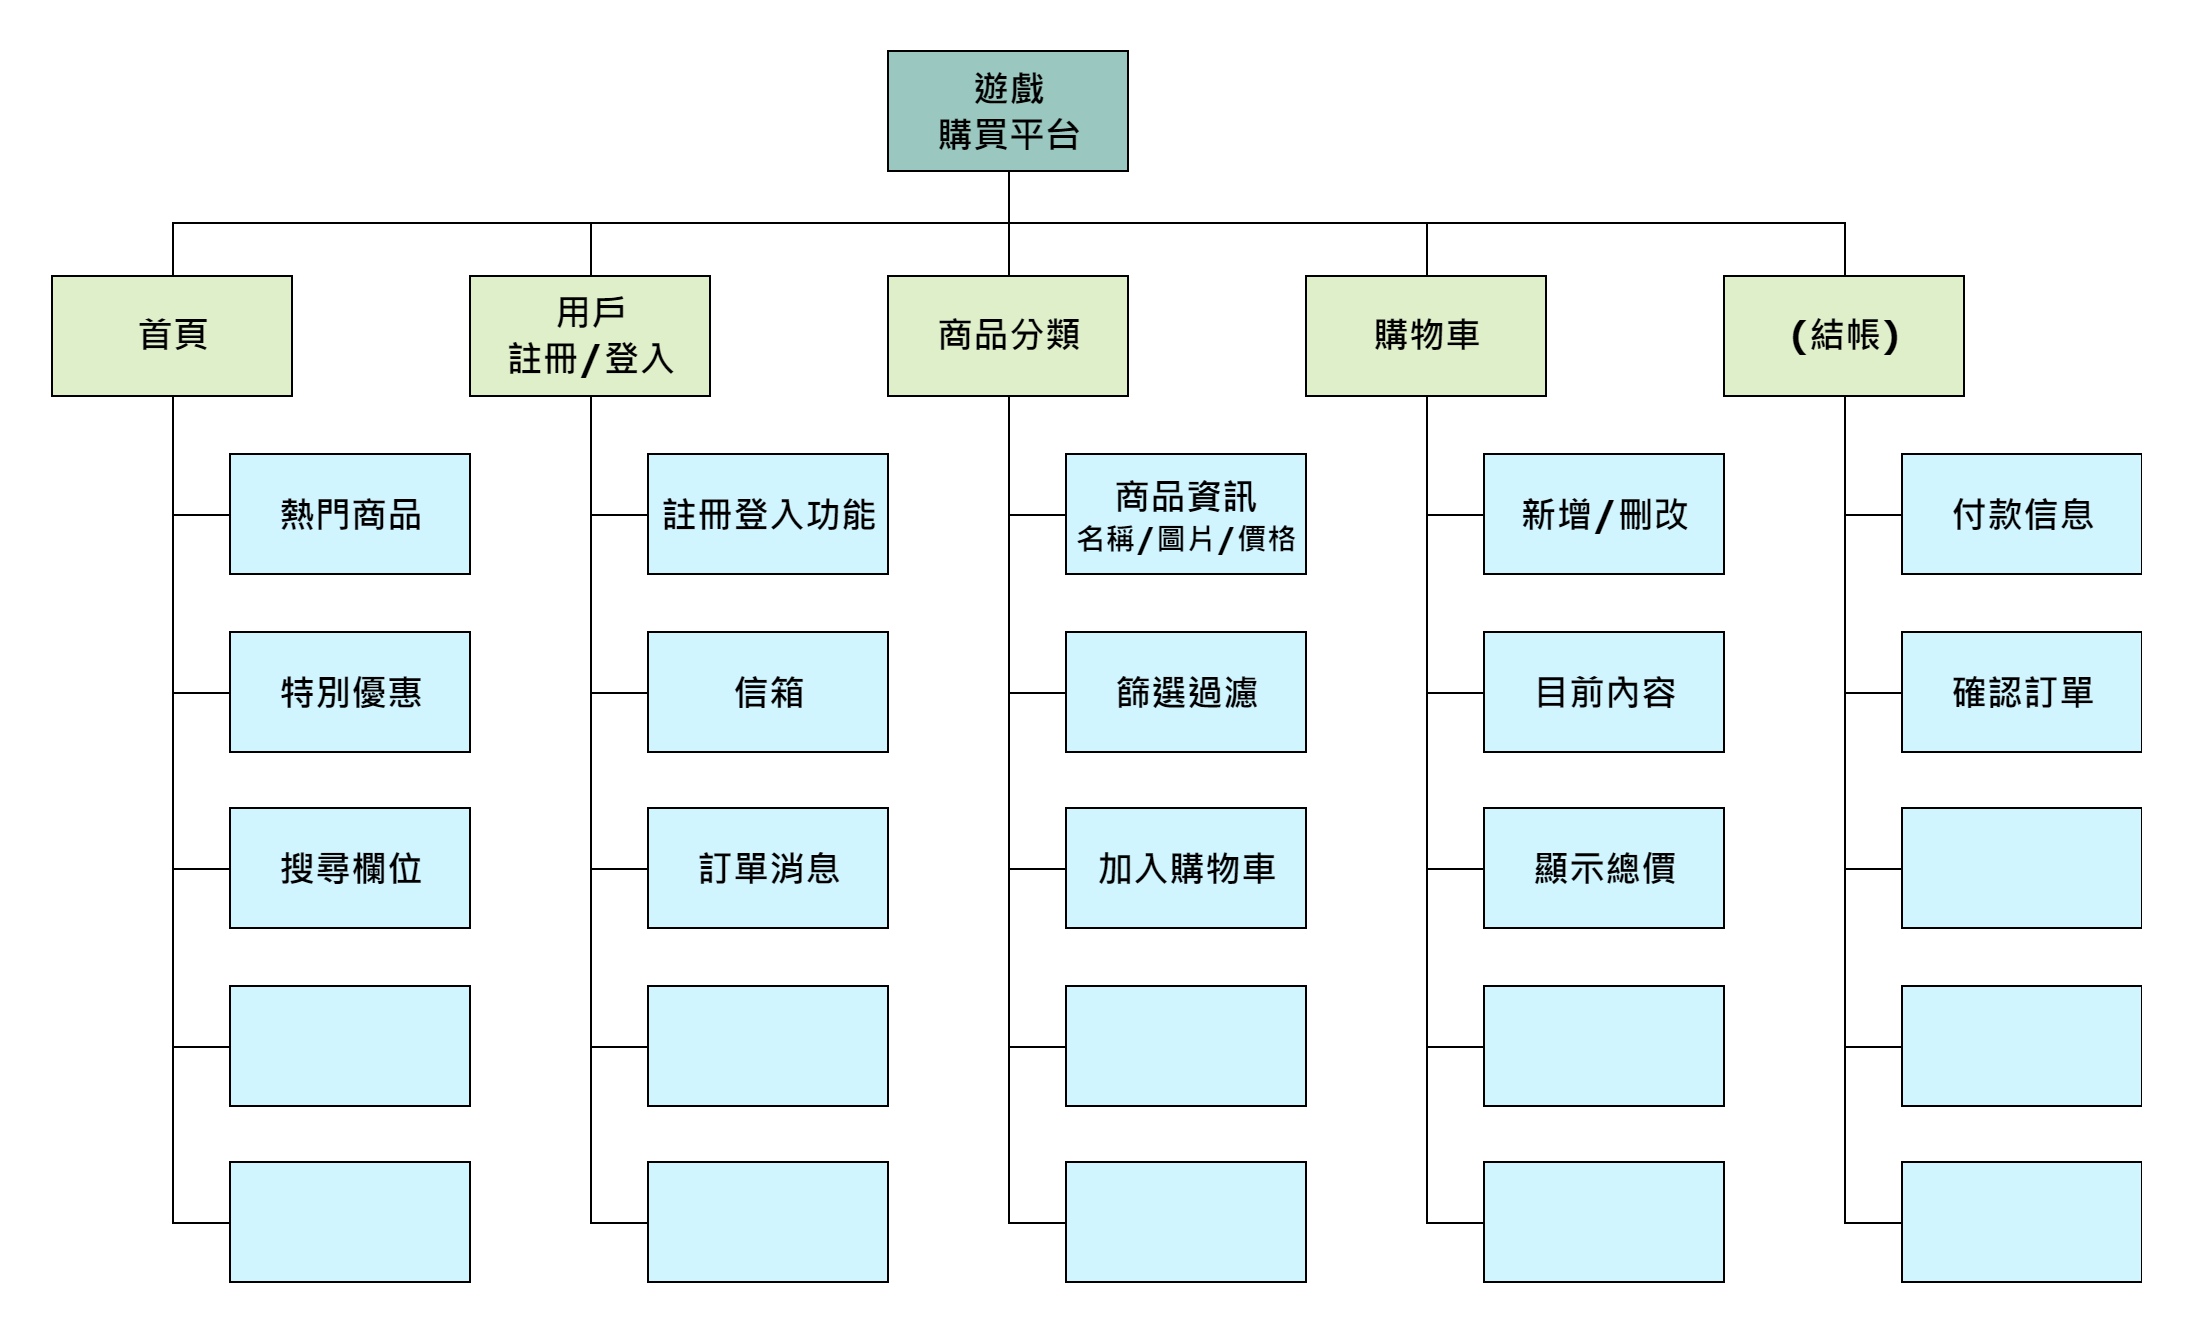 遊戲
購買平台
首頁
用戶
註冊/登入
商品分類
購物車
(結帳)
熱門商品
註冊登入功能
商品資訊
名稱/圖片/價格
新增/刪改
付款信息
特別優惠
信箱
篩選過濾
目前內容
確認訂單
搜尋欄位
訂單消息
加入購物車
顯示總價